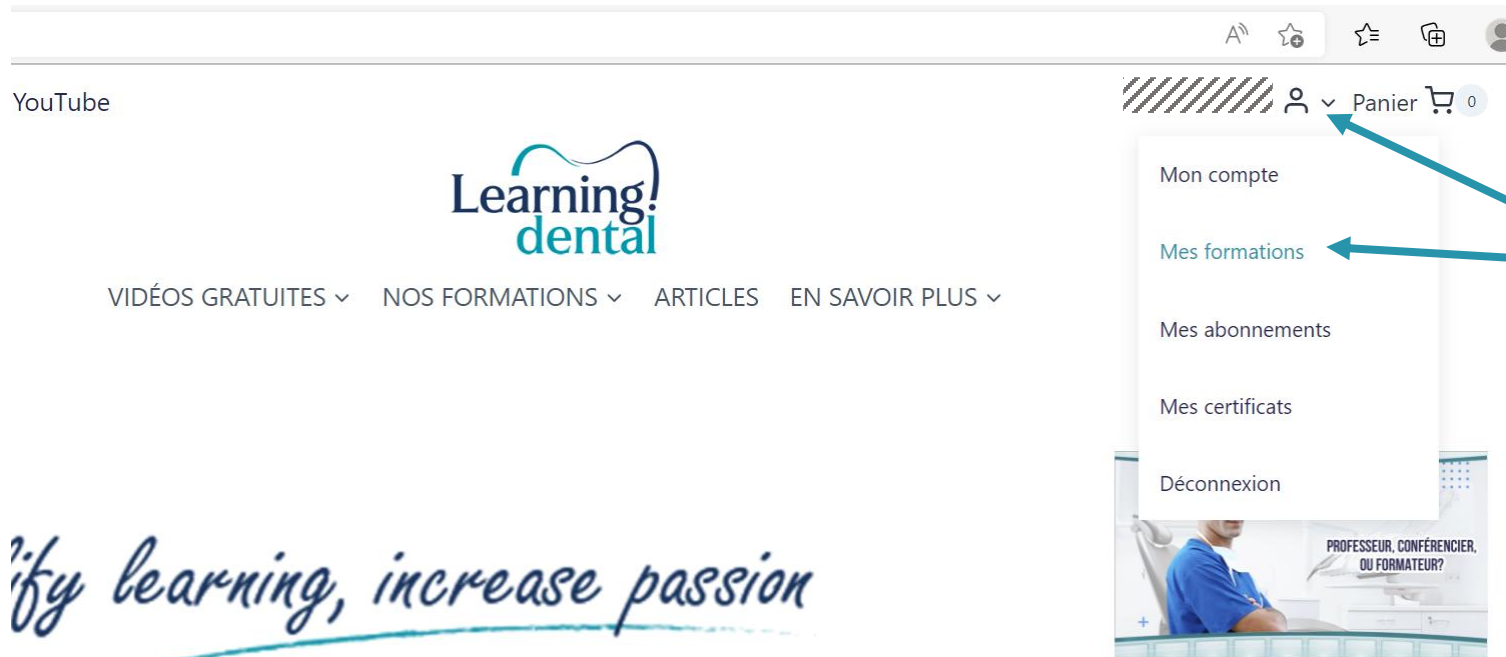 YouTube
Panier 0
Learning!
dental
VIDÉOS GRATUITES NOS FORMATIONS ARTICLES EN SAVOIR PLUS
Mon compte
Mes formations
Mes abonnements
Mes certificats
Déconnexion
learning, increase passion
PROFESSEUR, CONFÉRENCIER,
OU FORMATEUR?